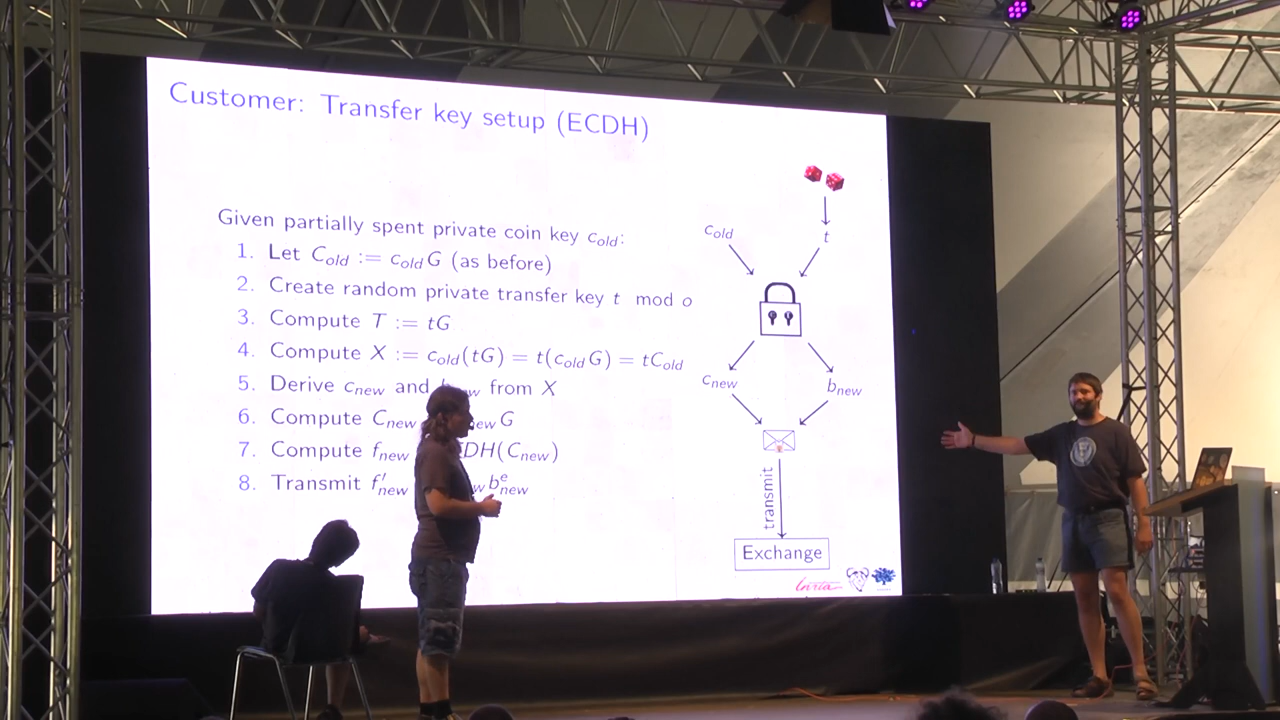 Customer: Transfer key setup (ECDH)
Given partially spent private coin key c_old:
1. Let C_old := c_old G (as before)
2. Create random private transfer key t mod o
3. Compute T := tG
4. Compute X := c_old(tG) = t(c_old G) = tC_old
5. Derive c_new and from X
6. Compute C_new G
7. Compute f_new DH(C_new)
8. Transmit f'_new b^e_new
c_old
t
c_new
b_new
transmit
Exchange
Inria